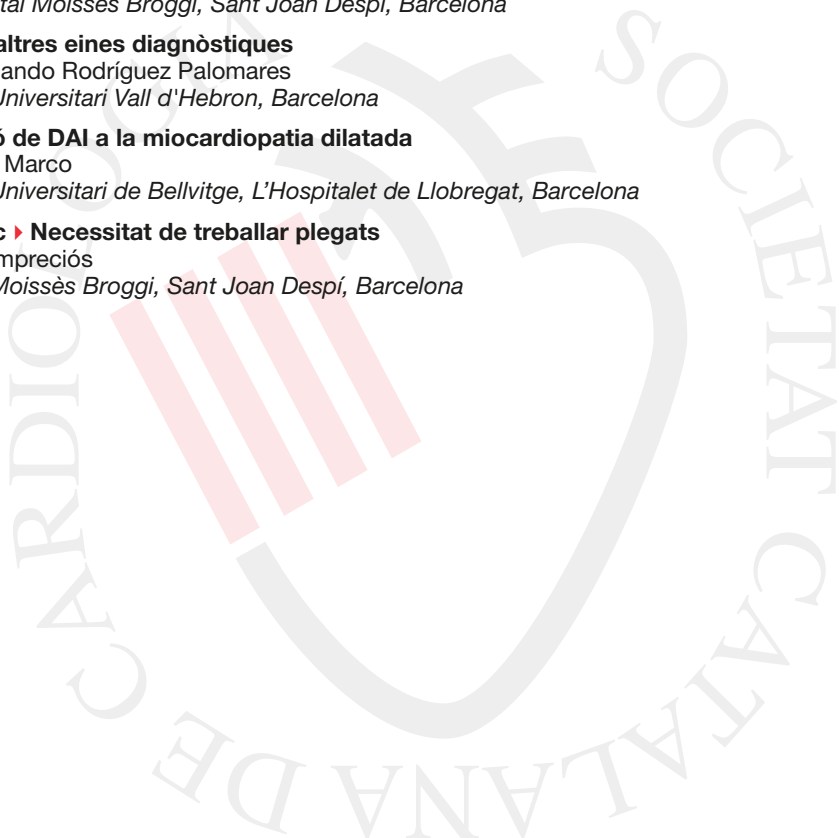 tal Moissès Broggi, Sant Joan Despí, Barcelona
altres eines diagnòstiques
ando Rodríguez Palomares
Universitari Vall d'Hebron, Barcelona
ó de DAI a la miocardiopatia dilatada
Marco
Universitari de Bellvitge, L'Hospitalet de Llobregat, Barcelona
c ▸ Necessitat de treballar plegats
mpreciós
Moissès Broggi, Sant Joan Despí, Barcelona
SOCIETAT CATALANA DE CARDIOLOGIA